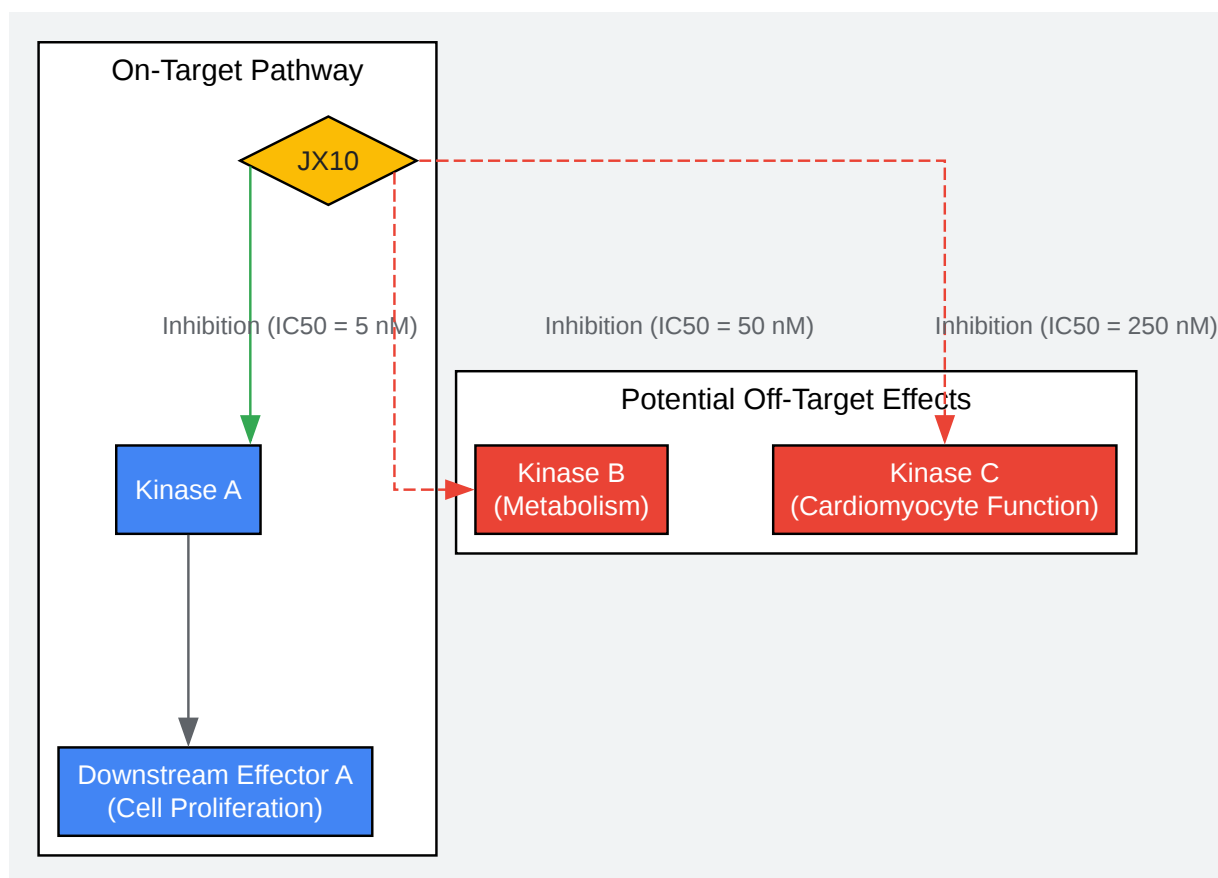 On-Target Pathway
JX10
Inhibition (IC50 = 5 nM)
Inhibition (IC50 = 50 nM)
Inhibition (IC50 = 250 nM)
Potential Off-Target Effects
Kinase A
Kinase B
(Metabolism)
Kinase C
(Cardiomyocyte Function)
Downstream Effector A
(Cell Proliferation)